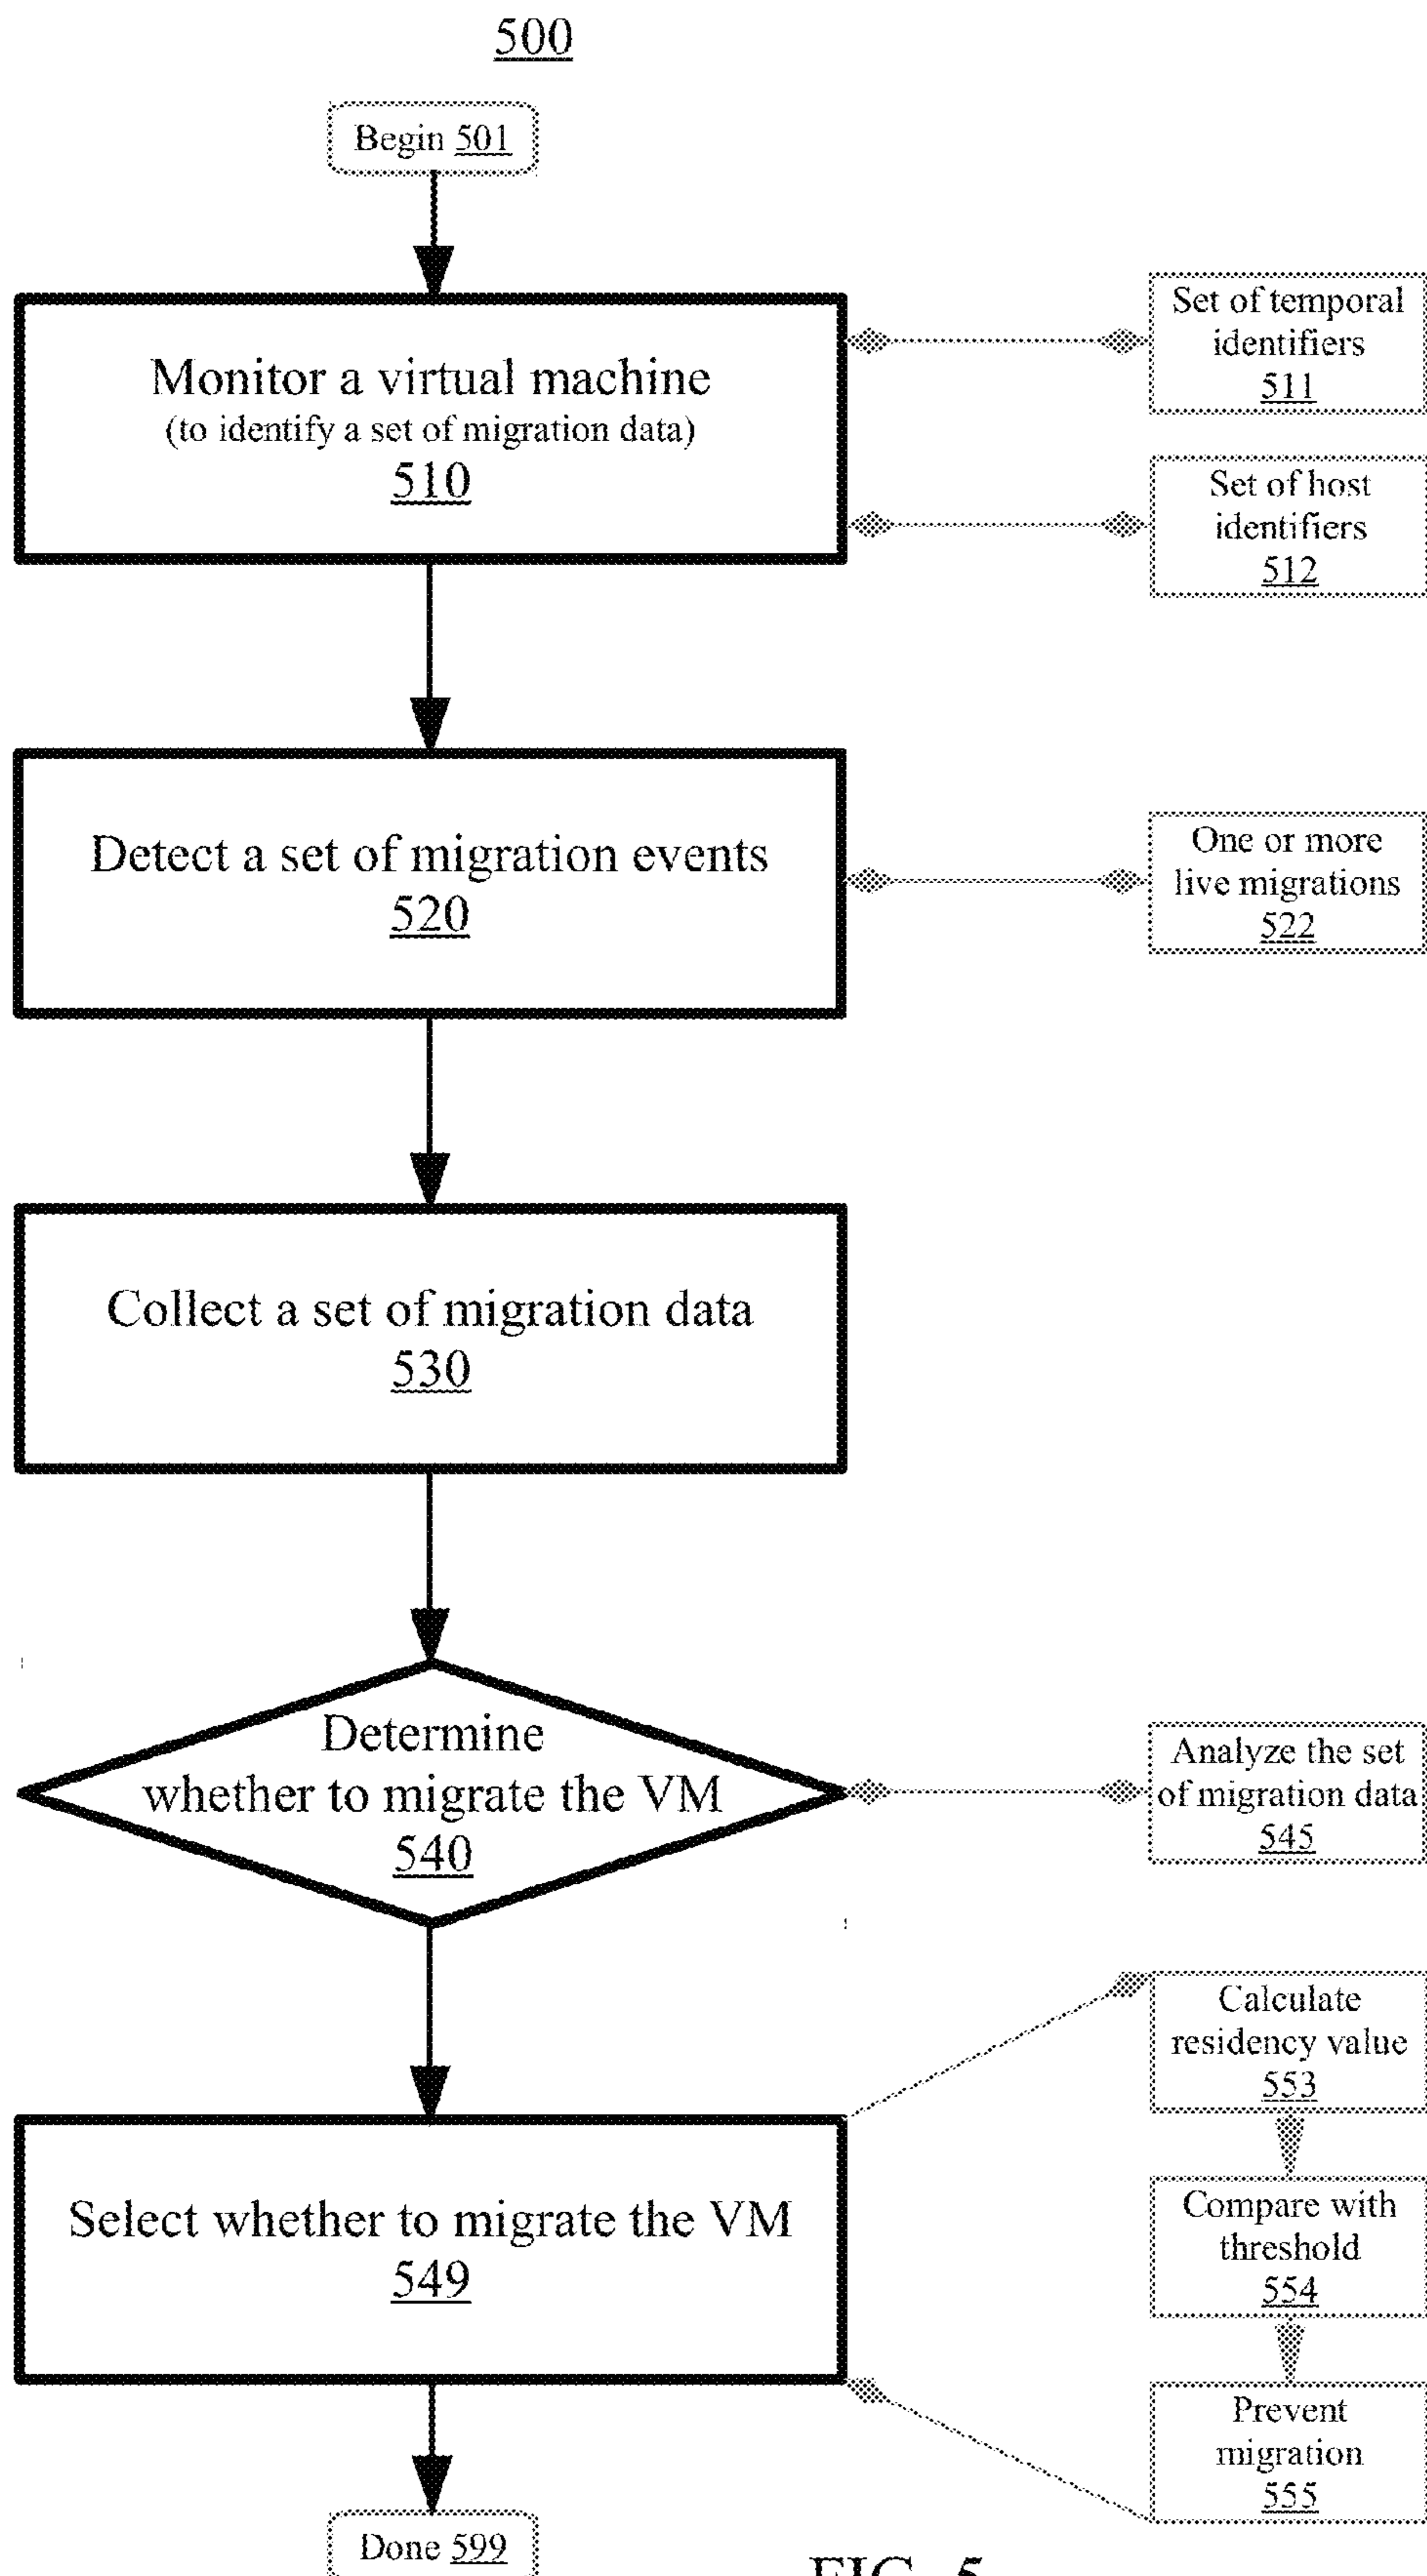 500
Begin 501
Monitor a virtual machine
(to identify a set of migration data)
510
Set of temporal
identifiers
511
Set of host
identifiers
512
Detect a set of migration events
520
One or more
live migrations
522
Collect a set of migration data
530
Determine
whether to migrate the VM
540
Analyze the set
of migration data
545
Select whether to migrate the VM
549
Calculate
residency value
553
Compare with
threshold
554
Prevent
migration
555
Done 599
FIG. 5